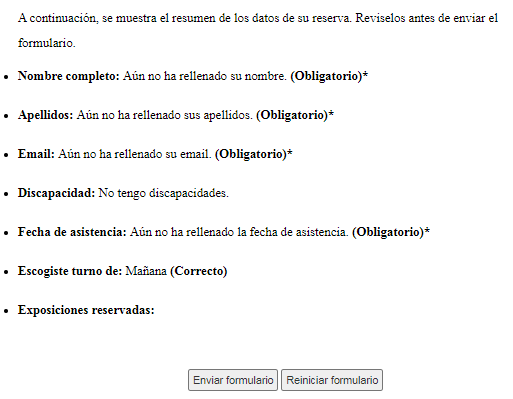 A continuación, se muestra el resumen de los datos de su reserva. Reviselos antes de enviar el
formulario.
Nombre completo: Aún no ha rellenado su nombre. (Obligatorio)*
Apellidos: Aún no ha rellenado sus apellidos. (Obligatorio)*
Email: Aún no ha rellenado su email. (Obligatorio)*
Discapacidad: No tengo discapacidades.
Fecha de asistencia: Aún no ha rellenado la fecha de asistencia. (Obligatorio)*
Escogiste turno de: Mañana (Correcto)
Exposiciones reservadas:
Enviar formulario Reiniciar formulario